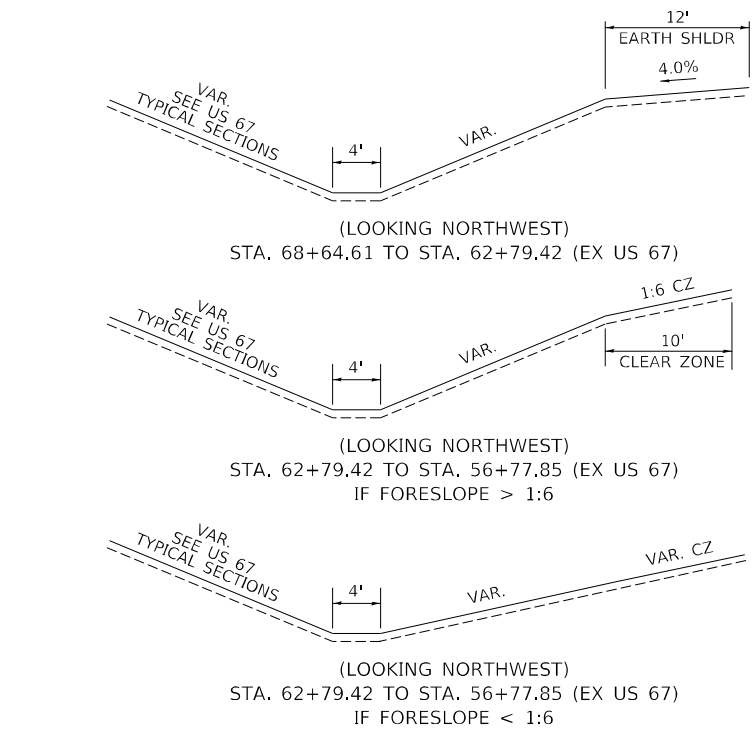 12'
EARTH SHLDR
4.0%
VAR.
SEE US 67
TYPICAL SECTIONS
4'
VAR.
(LOOKING NORTHWEST)
STA. 68+64.61 TO STA. 62+79.42 (EX US 67)
1:6 CZ
VAR.
SEE US 67
TYPICAL SECTIONS
4'
VAR.
10'
CLEAR ZONE
(LOOKING NORTHWEST)
STA. 62+79.42 TO STA. 56+77.85 (EX US 67)
IF FORESLOPE > 1:6
VAR.
SEE US 67
TYPICAL SECTIONS
4'
VAR.
VAR. CZ
(LOOKING NORTHWEST)
STA. 62+79.42 TO STA. 56+77.85 (EX US 67)
IF FORESLOPE < 1:6